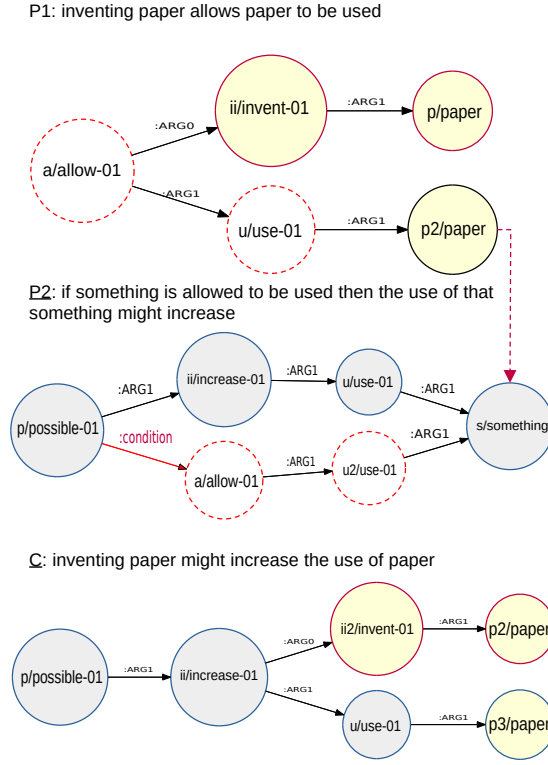 P1: inventing paper allows paper to be used
ii/invent-01
:ARG1
p/paper
:ARG0
a/allow-01
:ARG1
u/use-01
:ARG1
p2/paper
P2: if something is allowed to be used then the use of that
something might increase
ii/increase-01
:ARG1
u/use-01
:ARG1
:ARG1
p/possible-01
s/something
:condition
:ARG1
a/allow-01
:ARG1
u2/use-01
C: inventing paper might increase the use of paper
ii2/invent-01
:ARG1
p2/paper
:ARG0
p/possible-01
:ARG1
ii/increase-01
:ARG1
u/use-01
:ARG1
p3/paper